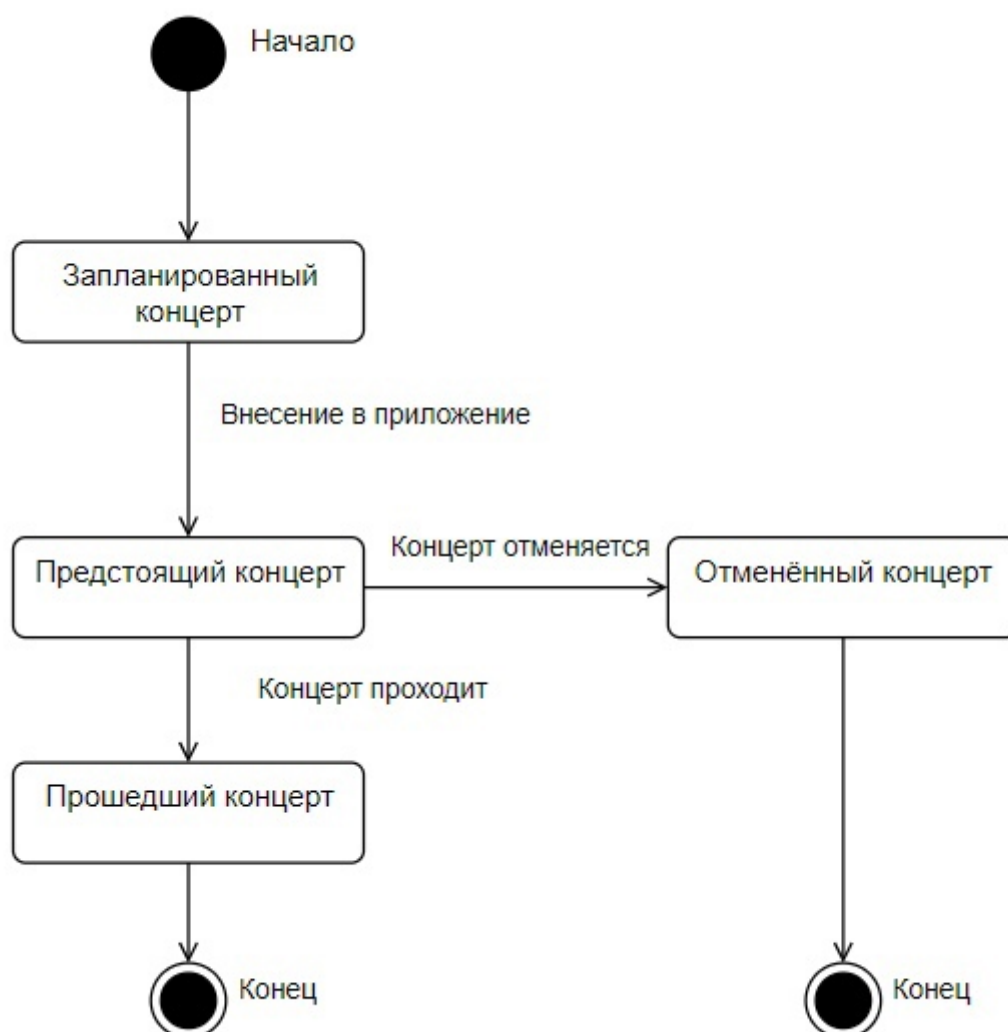 Начало
Запланированный
концерт
Внесение в приложение
Концерт отменяется
Предстоящий концерт
Отменённый концерт
Концерт проходит
Прошедший концерт
Конец
Конец